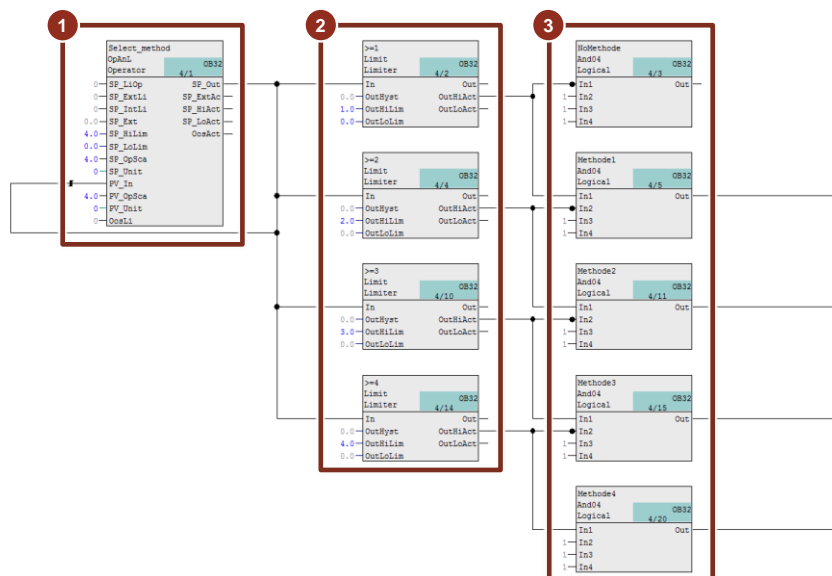 1
2
3
Select_method
OpAnL OB32
Operator 4/1
0 SP_LiOp SP_Out
0 SP_ExtLi SP_ExtAc
0 SP_IntLi SP_HiAct
0.0 SP_Ext SP_LoAct
4.0 SP_HiLim OosAct
0.0 SP_LoLim
4.0 SP_OpSca
0 SP_Unit
PV_In
4.0 PV_OpSca
0 PV_Unit
0 OosLi
>=1
Limit OB32
Limiter 4/2
In Out
0.0 OutHyst OutHiAct
1.0 OutHiLim OutLoAct
0.0 OutLoLim
>=2
Limit OB32
Limiter 4/4
In Out
0.0 OutHyst OutHiAct
2.0 OutHiLim OutLoAct
0.0 OutLoLim
>=3
Limit OB32
Limiter 4/10
In Out
0.0 OutHyst OutHiAct
3.0 OutHiLim OutLoAct
0.0 OutLoLim
>=4
Limit OB32
Limiter 4/14
In Out
0.0 OutHyst OutHiAct
4.0 OutHiLim OutLoAct
0.0 OutLoLim
NoMethode
And04 OB32
Logical 4/3
In1 Out
1 In2
1 In3
1 In4
Methode1
And04 OB32
Logical 4/5
In1 Out
In2
1 In3
1 In4
Methode2
And04 OB32
Logical 4/11
In1 Out
In2
1 In3
1 In4
Methode3
And04 OB32
Logical 4/15
In1 Out
In2
1 In3
1 In4
Methode4
And04 OB32
Logical 4/20
In1 Out
1 In2
1 In3
1 In4